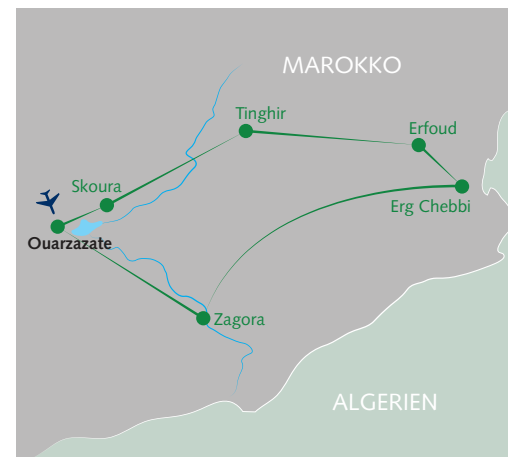 MAROKKO
Tinghir
Erfoud
Skoura
Erg Chebbi
Ouarzazate
Zagora
ALGERIEN